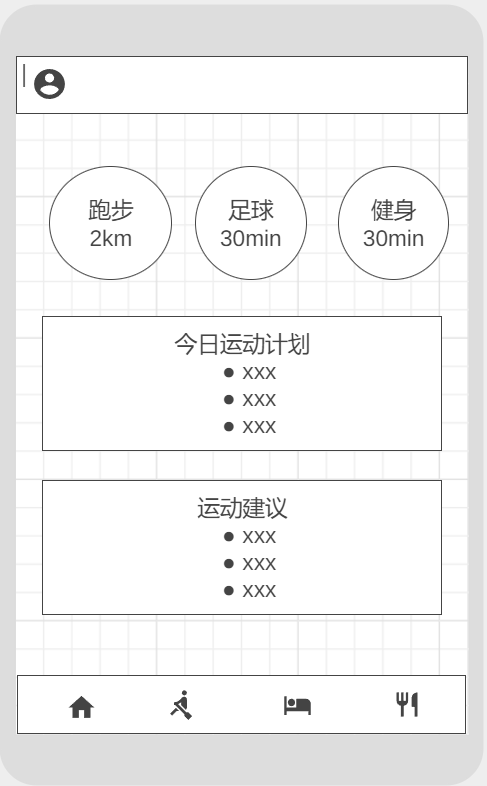 跑步
2km
足球
30min
健身
30min
今日运动计划
● xxx
● xxx
● xxx
运动建议
● xxx
● xxx
● xxx